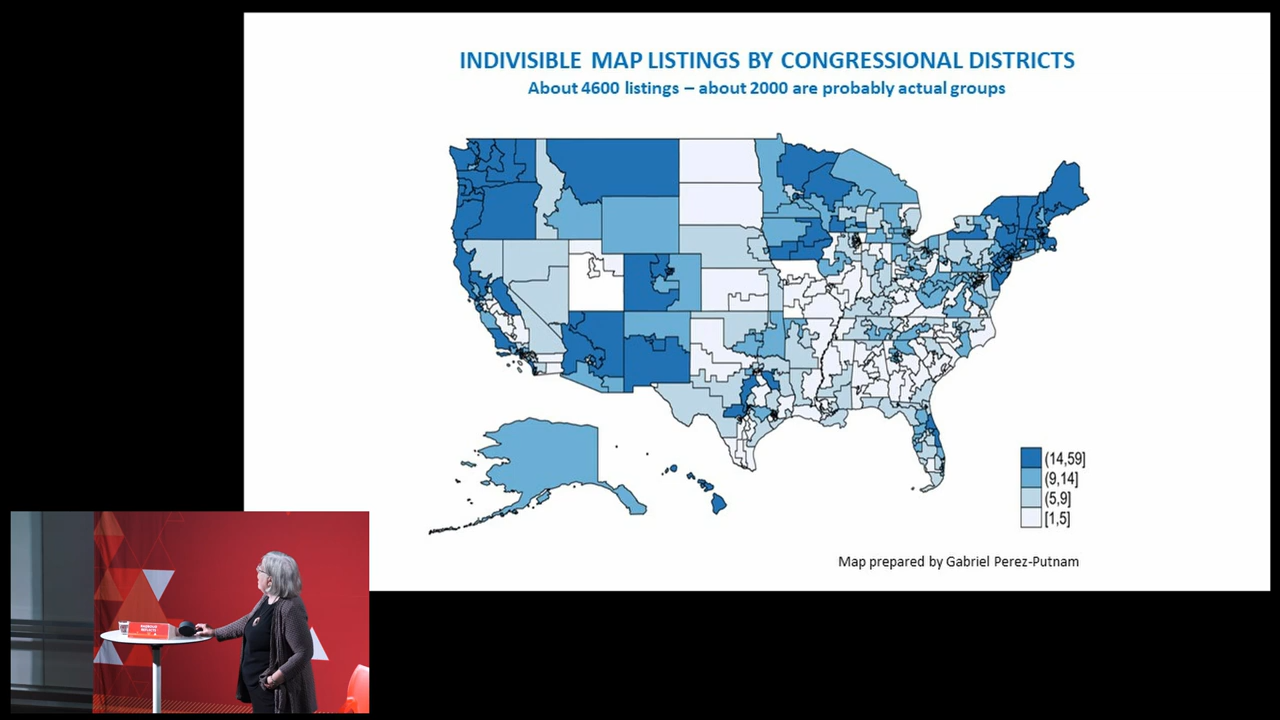 INDIVISIBLE MAP LISTINGS BY CONGRESSIONAL DISTRICTS
About 4600 listings – about 2000 are probably actual groups
(14,59]
(9,14]
(5,9]
[1,5]
Map prepared by Gabriel Perez-Putnam